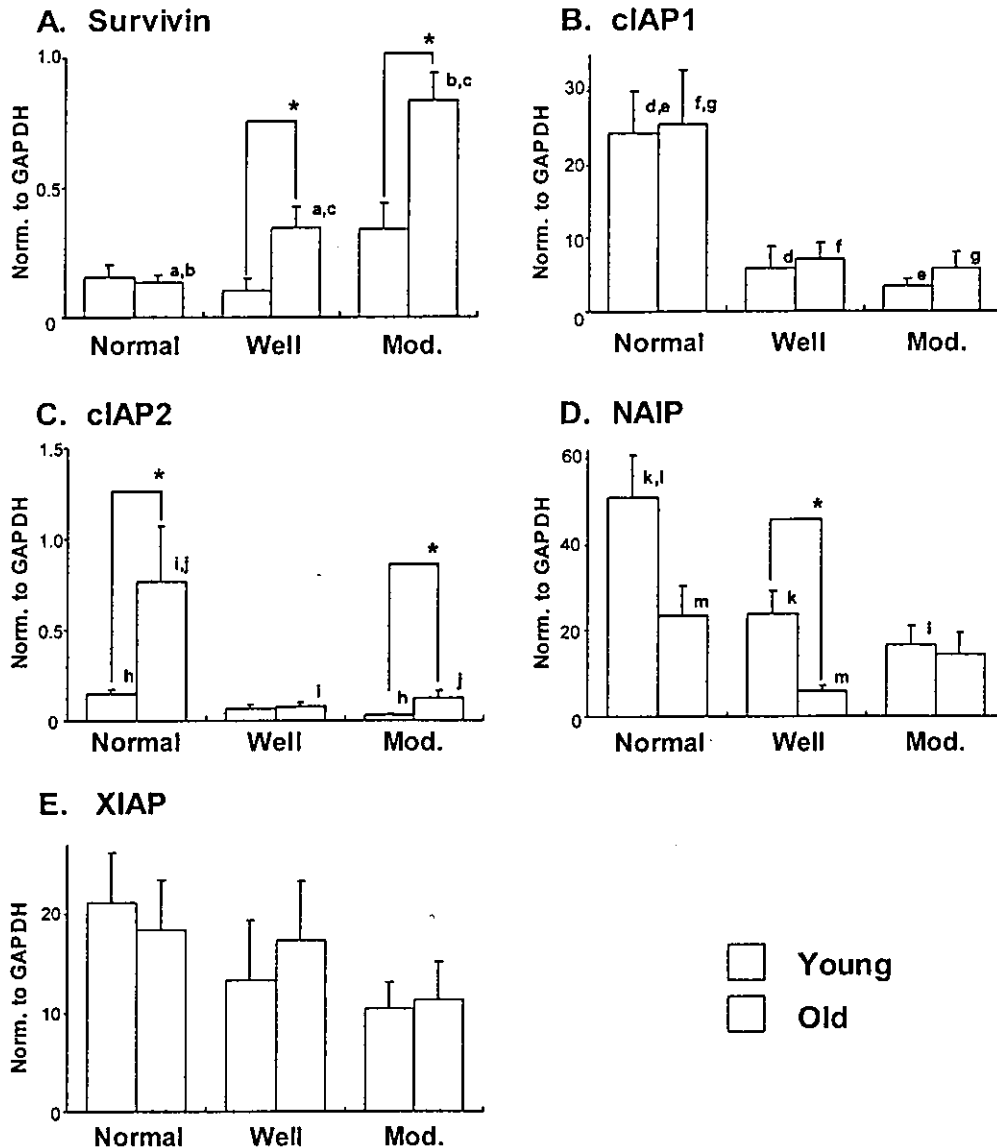 A. Survivin
Norm. to GAPDH
1.0
0.5
0
*
*
a,b
a,c
b,c
Normal Well Mod.
B. cIAP1
Norm. to GAPDH
30
20
10
0
d,e
f,g
d
f
e
g
Normal Well Mod.
C. cIAP2
Norm. to GAPDH
1.5
1.0
0.5
0
*
*
h
i,j
i
h
j
Normal Well Mod.
D. NAIP
Norm. to GAPDH
60
40
20
0
*
k,l
m
k
m
l
Normal Well Mod.
E. XIAP
Norm. to GAPDH
20
10
0
Normal Well Mod.
Young
Old